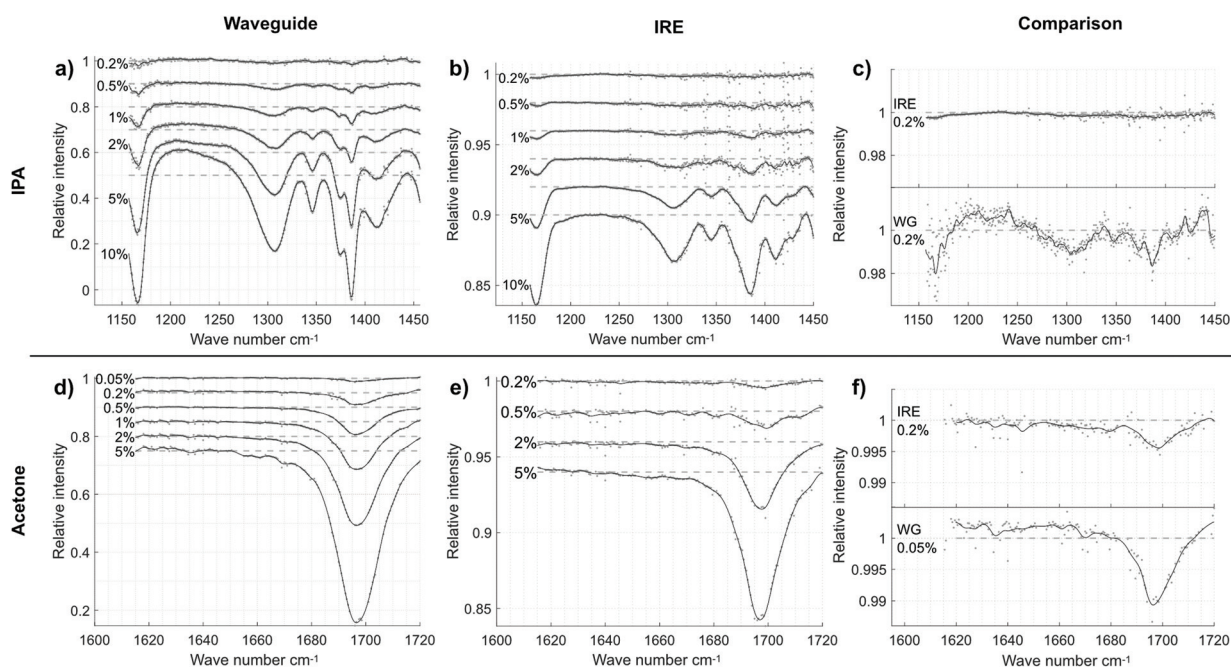 Waveguide
IRE
Comparison
IPA
a)
Relative intensity
1
0.8
0.6
0.4
0.2
0
0.2%
0.5%
1%
2%
5%
10%
1150 1200 1250 1300 1350 1400 1450
Wave number cm-1
b)
Relative intensity
1
0.95
0.9
0.85
0.2%
0.5%
1%
2%
5%
10%
1150 1200 1250 1300 1350 1400 1450
Wave number cm-1
c)
Relative intensity
IRE
0.2%
1
0.98
WG
0.2%
1
0.98
1150 1200 1250 1300 1350 1400 1450
Wave number cm-1
Acetone
d)
Relative intensity
1
0.8
0.6
0.4
0.2
0.05%
0.2%
0.5%
1%
2%
5%
1600 1620 1640 1660 1680 1700 1720
Wave number cm-1
e)
Relative intensity
1
0.95
0.9
0.85
0.2%
0.5%
2%
5%
1600 1620 1640 1660 1680 1700 1720
Wave number cm-1
f)
Relative intensity
IRE
0.2%
1
0.995
0.99
WG
0.05%
1
0.995
0.99
1600 1620 1640 1660 1680 1700 1720
Wave number cm-1